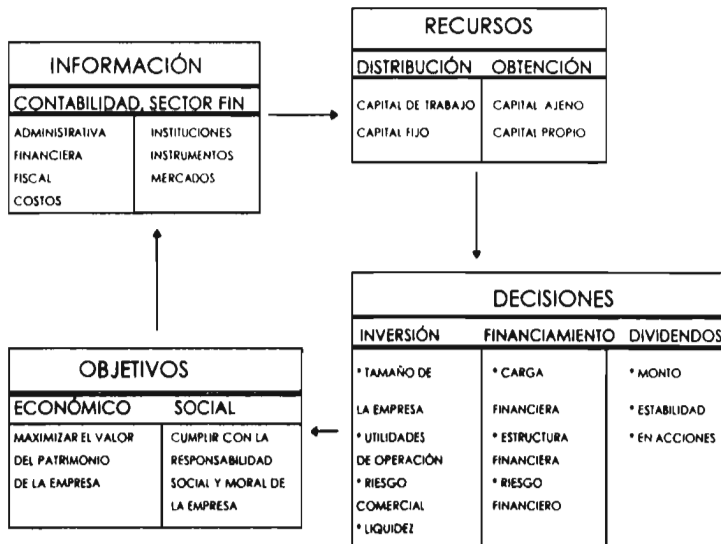 INFORMACIÓN
CONTABILIDAD, SECTOR FIN
ADMINISTRATIVA
FINANCIERA
FISCAL
COSTOS
INSTITUCIONES
INSTRUMENTOS
MERCADOS
RECURSOS
DISTRIBUCIÓN
CAPITAL DE TRABAJO
CAPITAL FIJO
OBTENCIÓN
CAPITAL AJENO
CAPITAL PROPIO
DECISIONES
INVERSIÓN
* TAMAÑO DE
LA EMPRESA
* UTILIDADES
DE OPERACIÓN
* RIESGO
COMERCIAL
* LIQUIDEZ
FINANCIAMIENTO
* CARGA
FINANCIERA
* ESTRUCTURA
FINANCIERA
* RIESGO
FINANCIERO
DIVIDENDOS
* MONTO
* ESTABILIDAD
* EN ACCIONES
OBJETIVOS
ECONÓMICO
MAXIMIZAR EL VALOR
DEL PATRIMONIO
DE LA EMPRESA
SOCIAL
CUMPLIR CON LA
RESPONSABILIDAD
SOCIAL Y MORAL DE
LA EMPRESA